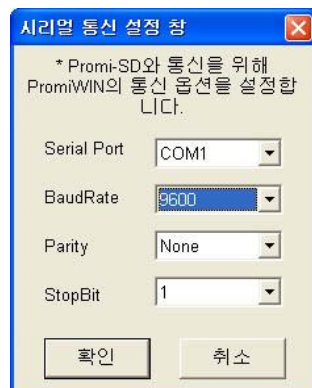 시리얼 통신 설정 창
* Promi-SD와 통신을 위해
PromiWIN의 통신 옵션을 설정합
니다.
Serial Port COM1
BaudRate 9600
Parity None
StopBit 1
확인 취소